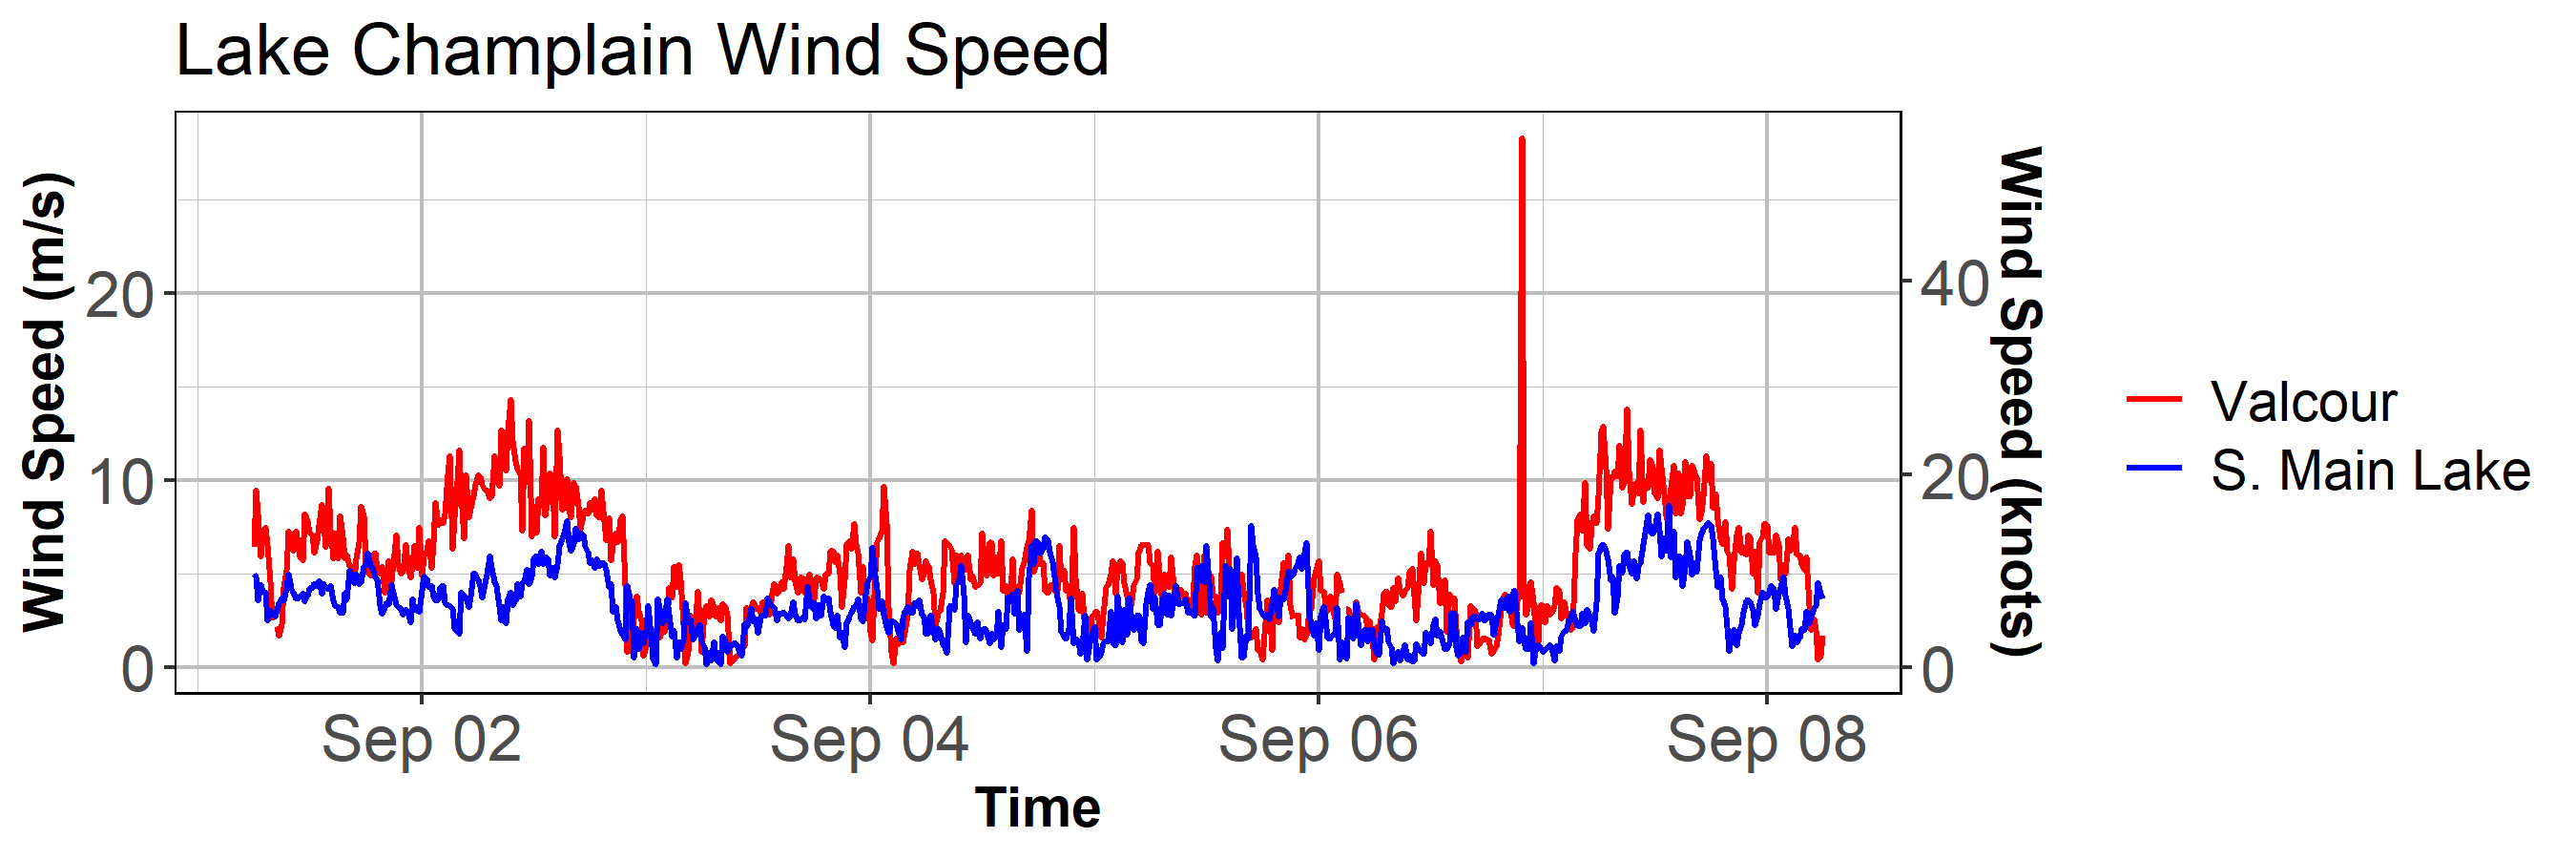 Lake Champlain Wind Speed
Wind Speed (m/s)
20
10
0
40
20
0
Wind Speed (knots)
Sep 02
Sep 04
Sep 06
Sep 08
Time
Valcour
S. Main Lake